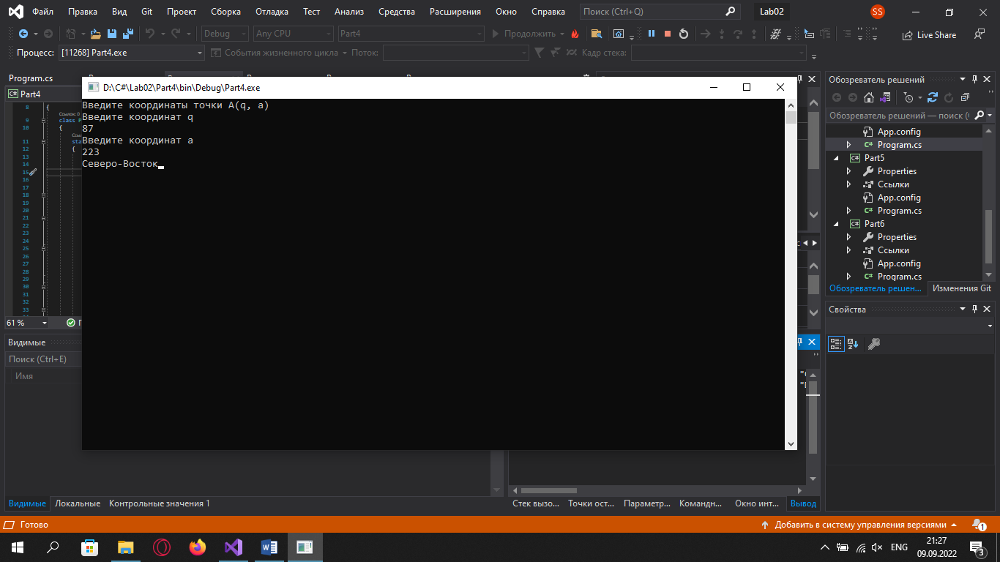 Файл Правка Вид Git Проект Сборка Отладка Тест Анализ Средства Расширения Окно Справка Поиск (Ctrl+Q) Lab02 SS
Debug Any CPU Part4 Продолжить Live Share
Процесс: [11268] Part4.exe События жизненного цикла Поток: Кадр стека:
Program.cs
Обозреватель решений
D:\C#\Lab02\Part4\bin\Debug\Part4.exe
C# Part4
Введите координаты точки A(q, a)
Введите координат q
87
Введите координат a
223
Северо-Восток
8 {
Ссылок: 0
9 class
10 {
11
12 {
13
14
15
16
17
18
19
20
21
22
23
24
25
26
27
28
29
30
31
32
33
61 %
Обозреватель решений — поиск (
App.config
C# Program.cs
C# Part5
Properties
Ссылки
App.config
C# Program.cs
C# Part6
Properties
Ссылки
App.config
C# Program.cs
Обозреватель решен... Изменения Git
Свойства
Видимые
Поиск (Ctrl+E)
Имя
Видимые Локальные Контрольные значения 1
Стек вызо... Точки ост... Параметр... Командн... Окно инт... Вывод
Готово
Добавить в систему управления версиями 1
ENG
21:27
09.09.2022
3